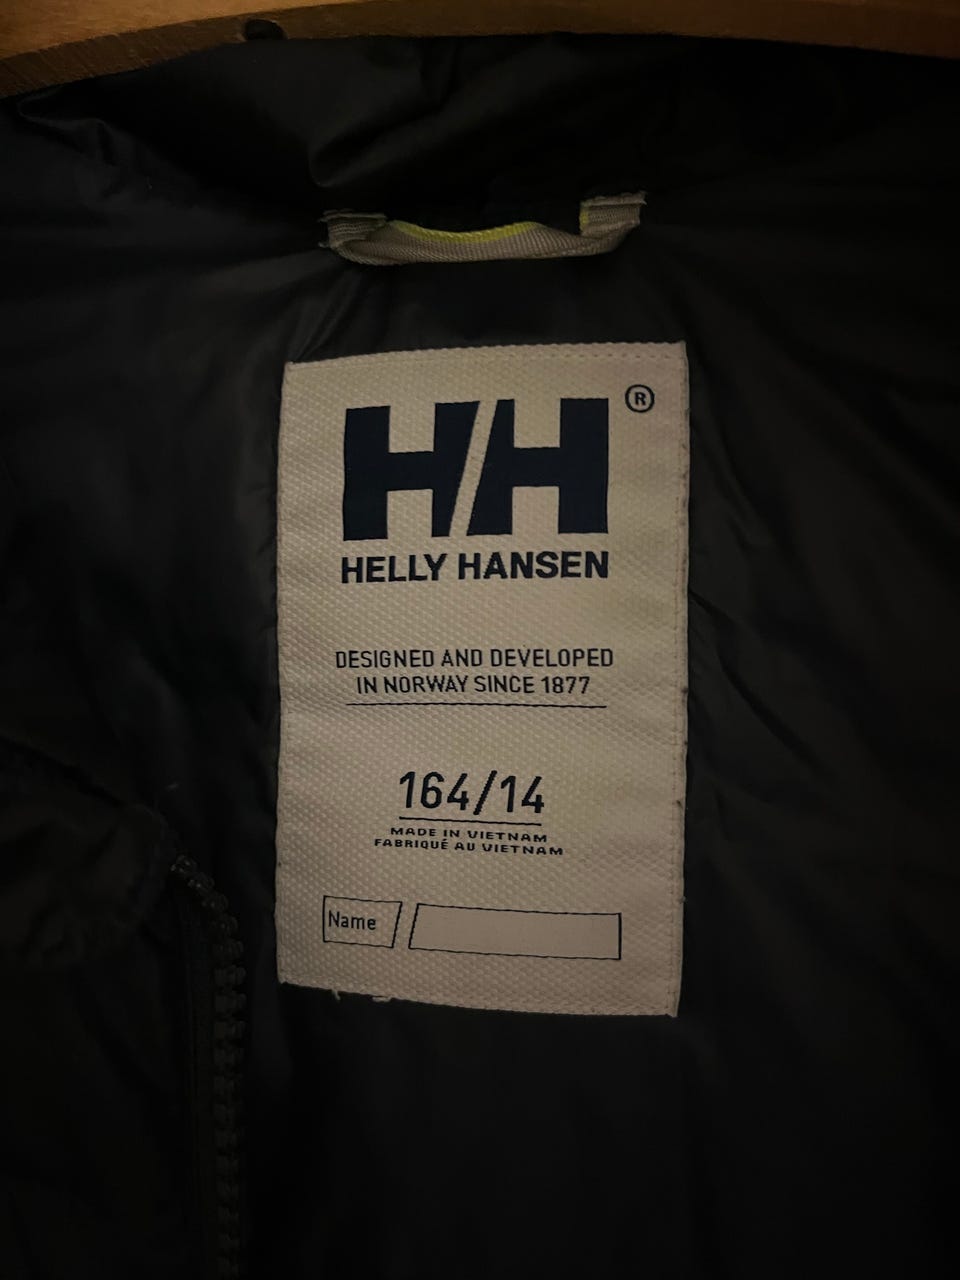 HH®
HELLY HANSEN
DESIGNED AND DEVELOPED
IN NORWAY SINCE 1877
164/14
MADE IN VIETNAM
FABRIQUÉ AU VIETNAM
Name